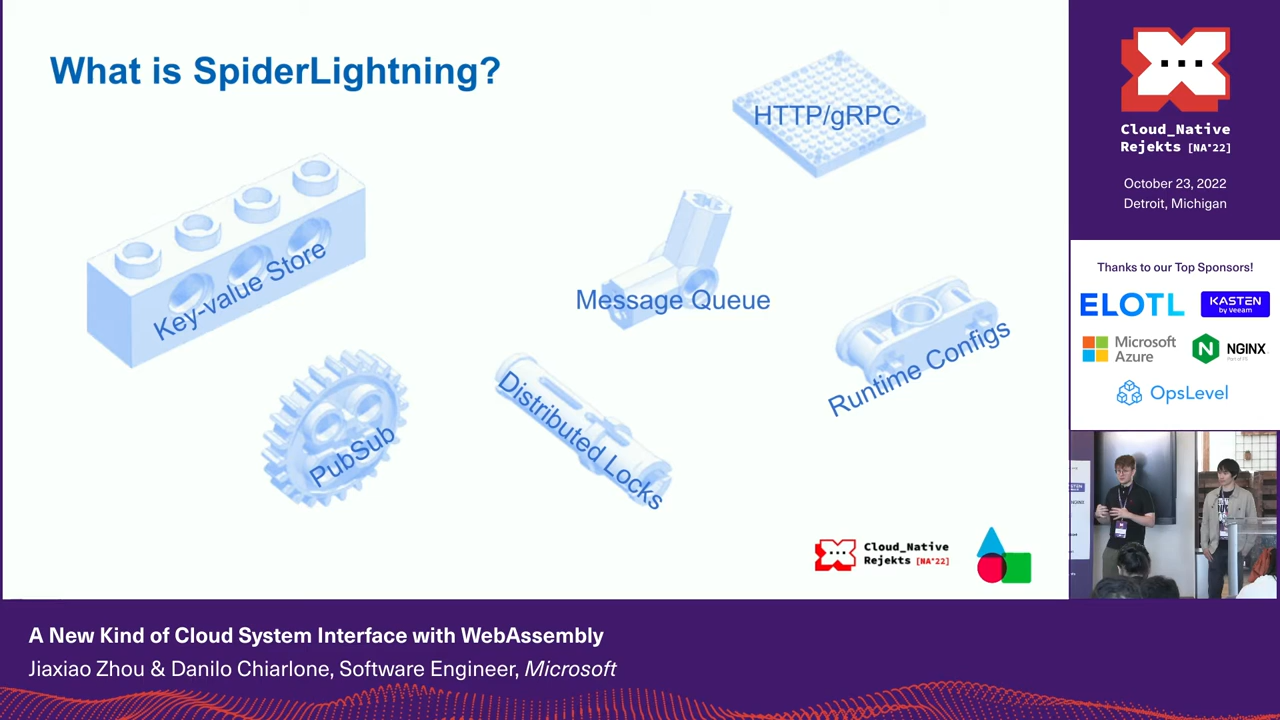 What is SpiderLightning?
HTTP/gRPC
Key-value Store
Message Queue
Runtime Configs
PubSub
Distributed Locks
Cloud_Native
Rejekts [NA'22]
Cloud_Native
Rejekts [NA'22]
October 23, 2022
Detroit, Michigan
Thanks to our Top Sponsors!
ELOTL
KASTEN
by Veeam
Microsoft
Azure
NGINX
OpsLevel
A New Kind of Cloud System Interface with WebAssembly
Jiaxiao Zhou & Danilo Chiarlone, Software Engineer, Microsoft